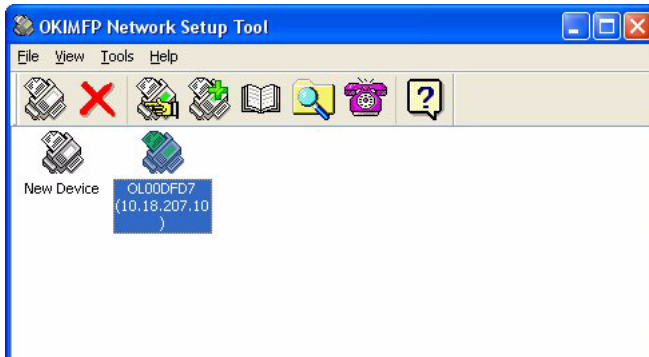 OKIMFP Network Setup Tool
File View Tools Help
New Device
OL00DFD7
(10.18.207.10
)